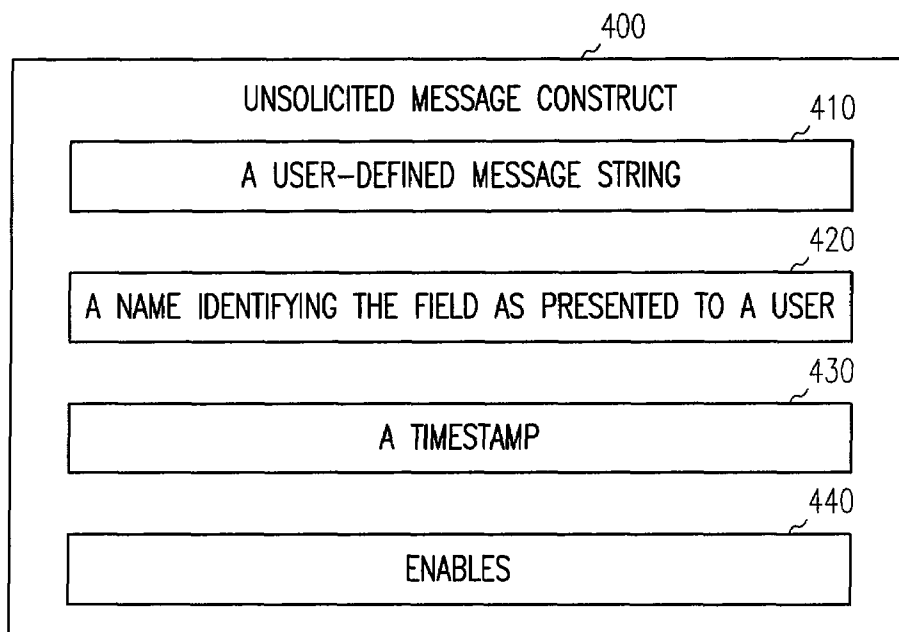 400
UNSOLICITED MESSAGE CONSTRUCT
410
A USER-DEFINED MESSAGE STRING
420
A NAME IDENTIFYING THE FIELD AS PRESENTED TO A USER
430
A TIMESTAMP
440
ENABLES